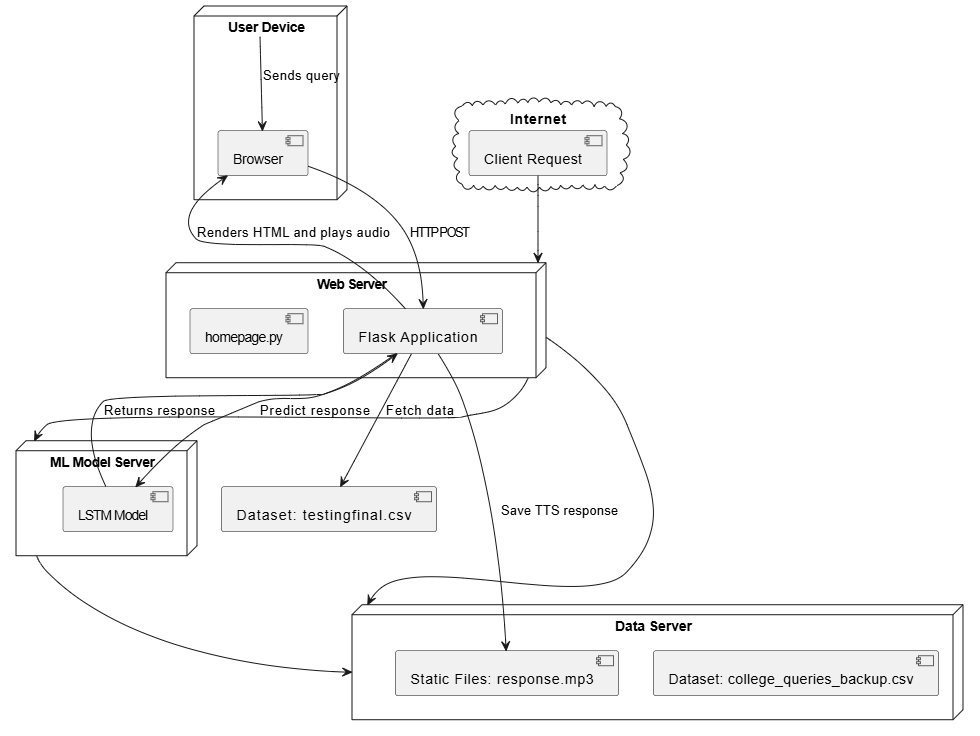 User Device
Sends query
Browser
Internet
Client Request
Renders HTML and plays audio
HTTP POST
Web Server
homepage.py
Flask Application
Returns response
Predict response
Fetch data
ML Model Server
LSTM Model
Dataset: testingfinal.csv
Save TTS response
Data Server
Static Files: response.mp3
Dataset: college_queries_backup.csv